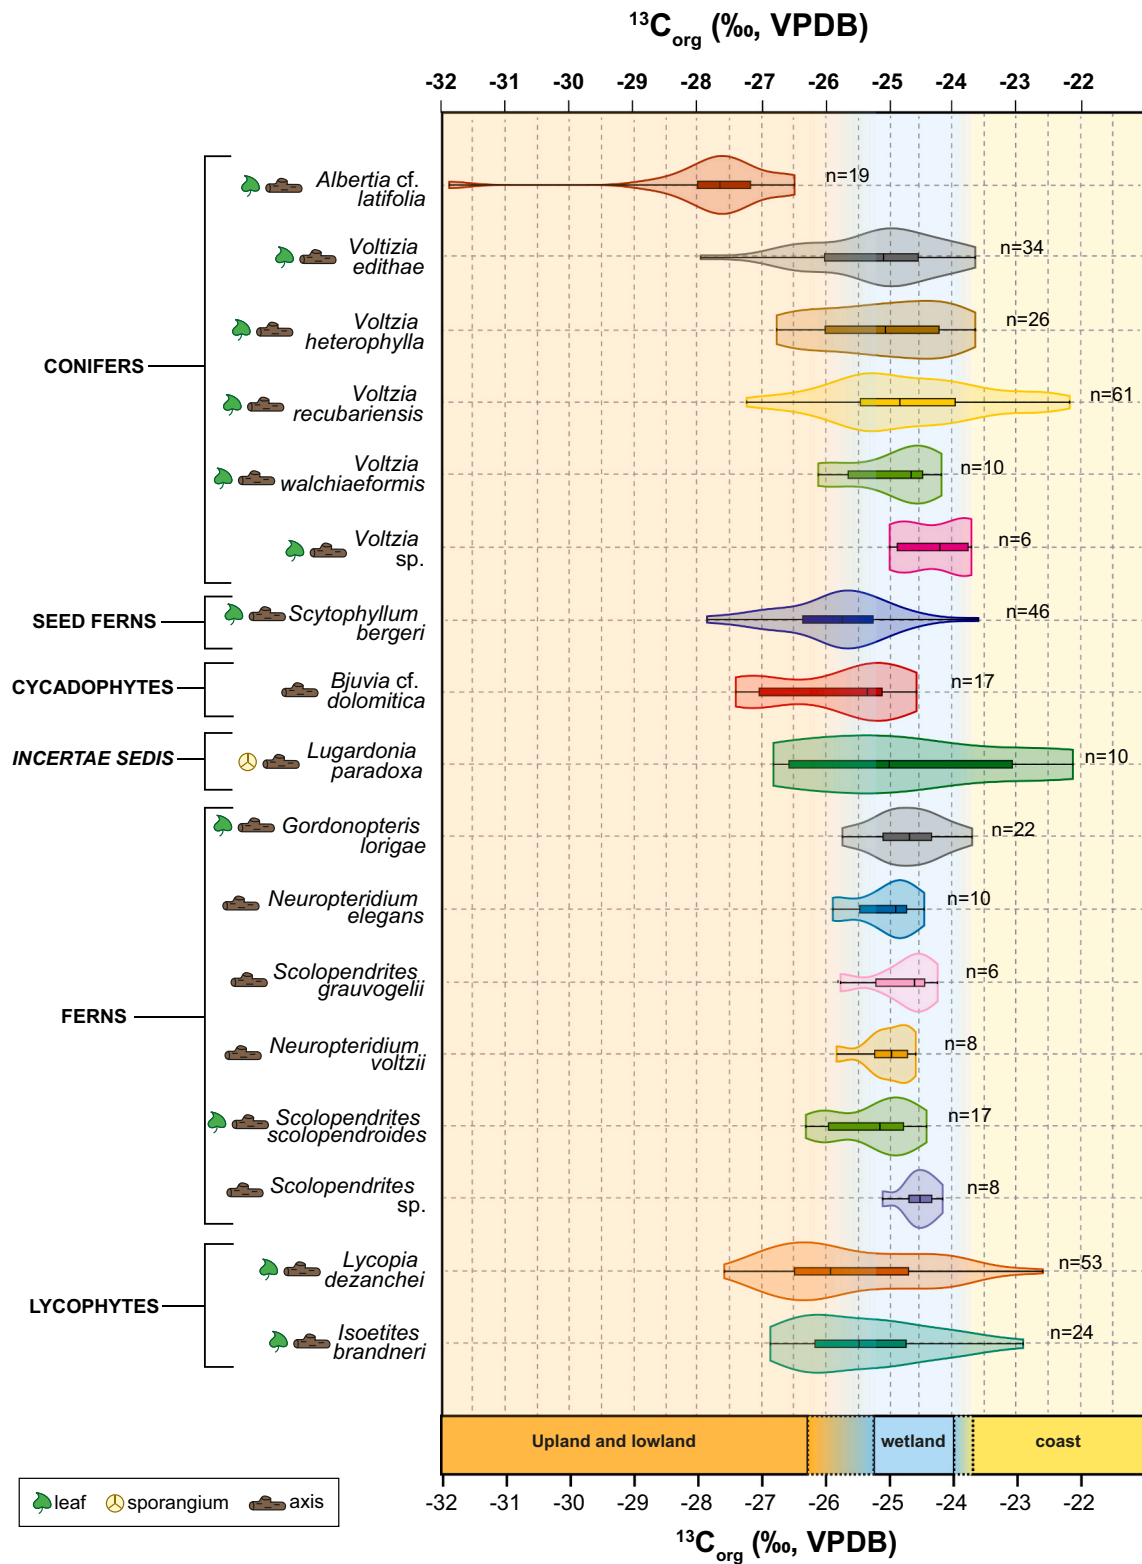 13Corg (‰, VPDB)
-32 -31 -30 -29 -28 -27 -26 -25 -24 -23 -22
CONIFERS
Albertia cf.
latifolia
n=19
Voltizia
edithae
n=34
Voltzia
heterophylla
n=26
Voltzia
recubariensis
n=61
Voltzia
walchiaeformis
n=10
Voltzia
sp.
n=6
SEED FERNS
Scytophyllum
bergeri
n=46
CYCADOPHYTES
Bjuvia cf.
dolomitica
n=17
INCERTAE SEDIS
Lugardonia
paradoxa
n=10
FERNS
Gordonopteris
lorigae
n=22
Neuropteridium
elegans
n=10
Scolopendrites
grauvogelii
n=6
Neuropteridium
voltzii
n=8
Scolopendrites
scolopendroides
n=17
Scolopendrites
sp.
n=8
LYCOPHYTES
Lycopia
dezanchei
n=53
Isoetites
brandneri
n=24
Upland and lowland wetland coast
leaf sporangium axis
-32 -31 -30 -29 -28 -27 -26 -25 -24 -23 -22
13Corg (‰, VPDB)